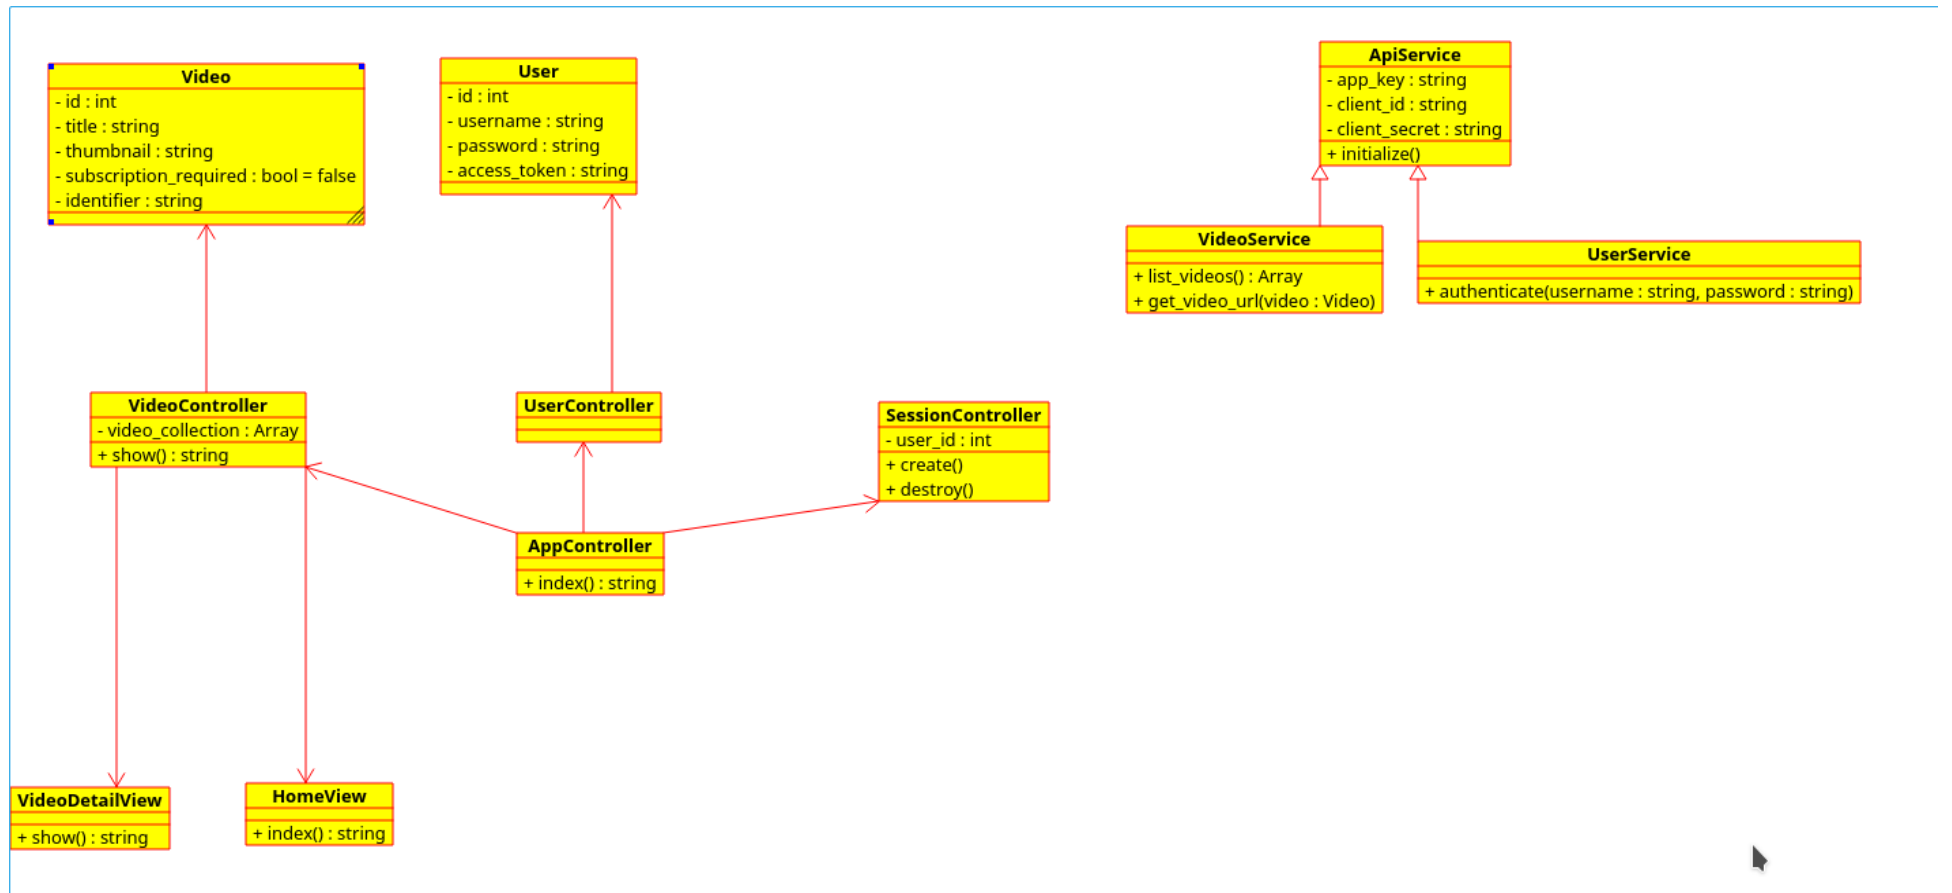 Video
- id : int
- title : string
- thumbnail : string
- subscription_required : bool = false
- identifier : string
User
- id : int
- username : string
- password : string
- access_token : string
ApiService
- app_key : string
- client_id : string
- client_secret : string
+ initialize()
VideoService
+ list_videos() : Array
+ get_video_url(video : Video)
UserService
+ authenticate(username : string, password : string)
VideoController
- video_collection : Array
+ show() : string
UserController
SessionController
- user_id : int
+ create()
+ destroy()
AppController
+ index() : string
VideoDetailView
+ show() : string
HomeView
+ index() : string